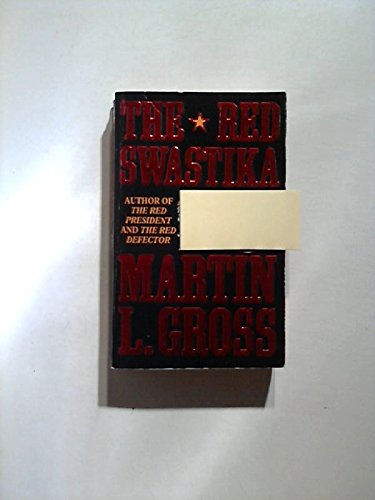 THE ★ RED
SWASTIKA
AUTHOR OF
THE RED
PRESIDENT
AND THE RED
DEFECTOR
MARTIN
L. GROSS